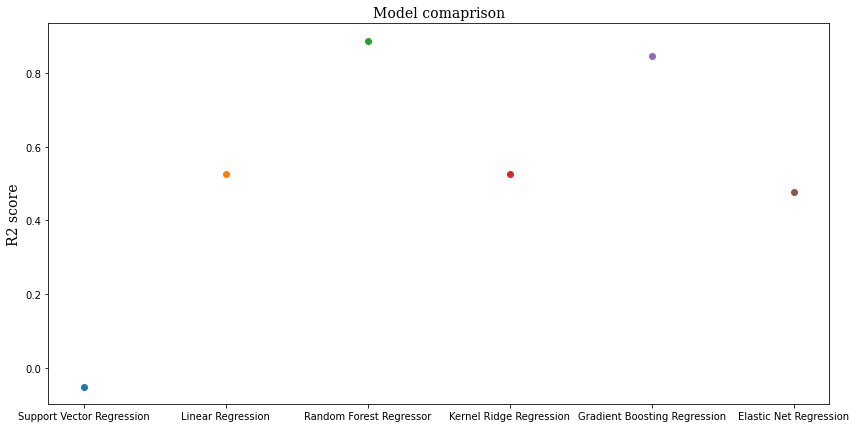 Model comaprison
R2 score
0.8
0.6
0.4
0.2
0.0
Support Vector Regression
Linear Regression
Random Forest Regressor
Kernel Ridge Regression
Gradient Boosting Regression
Elastic Net Regression